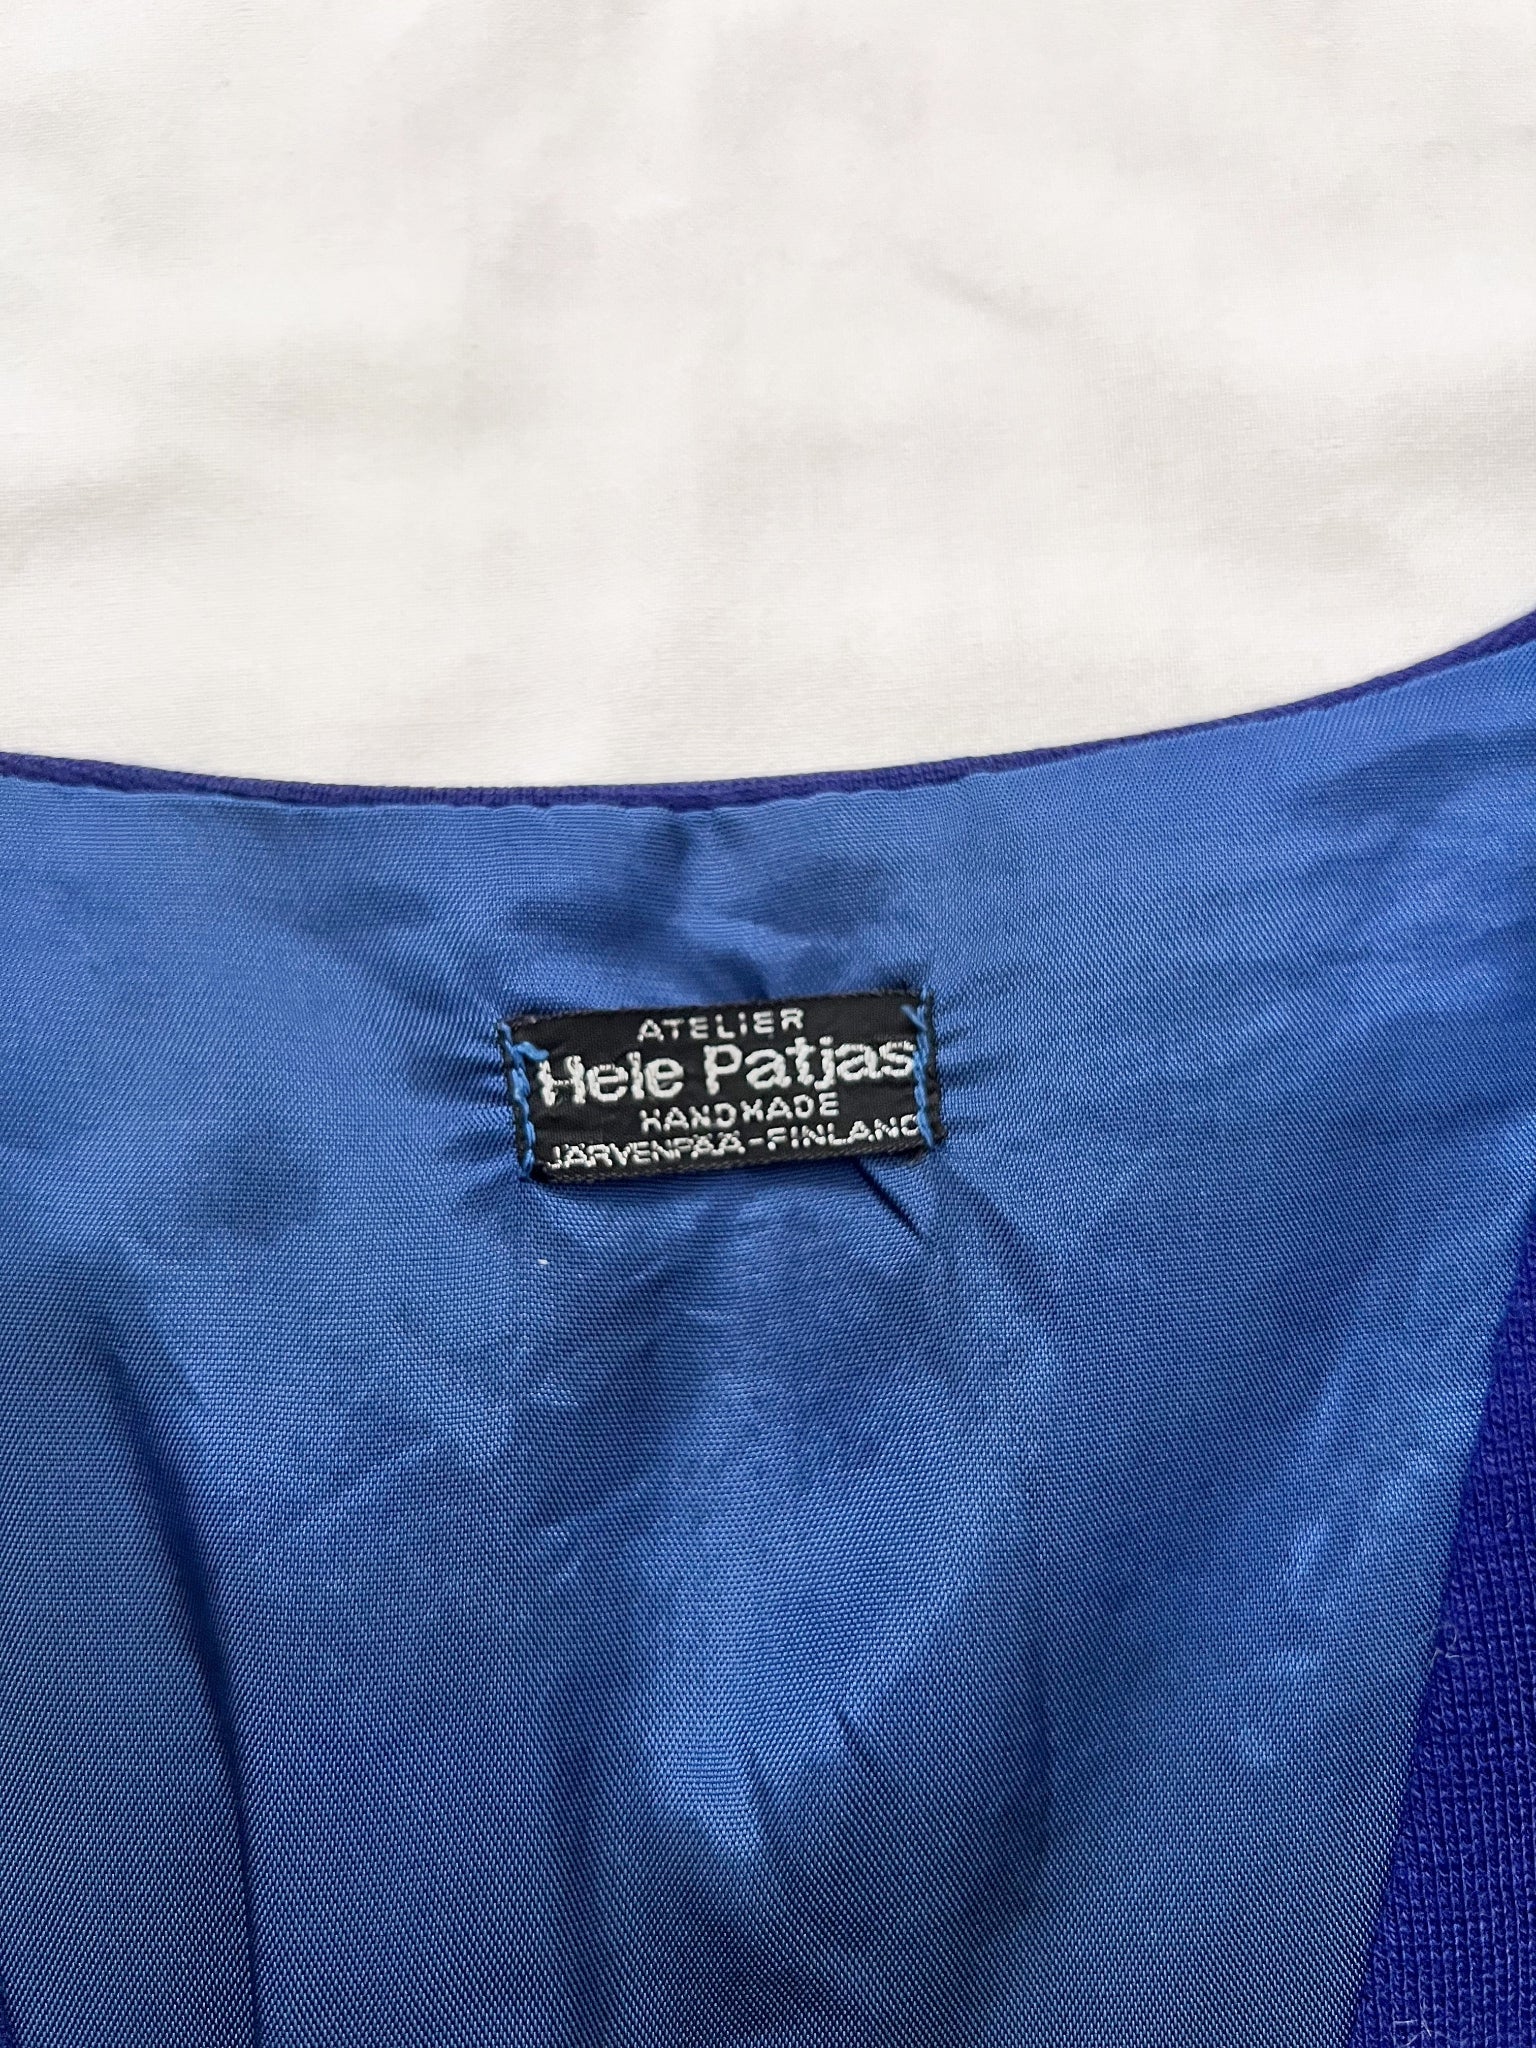 ATELIER
Hele Patjas
HANDMADE
JÄRVENPÄÄ-FINLAND